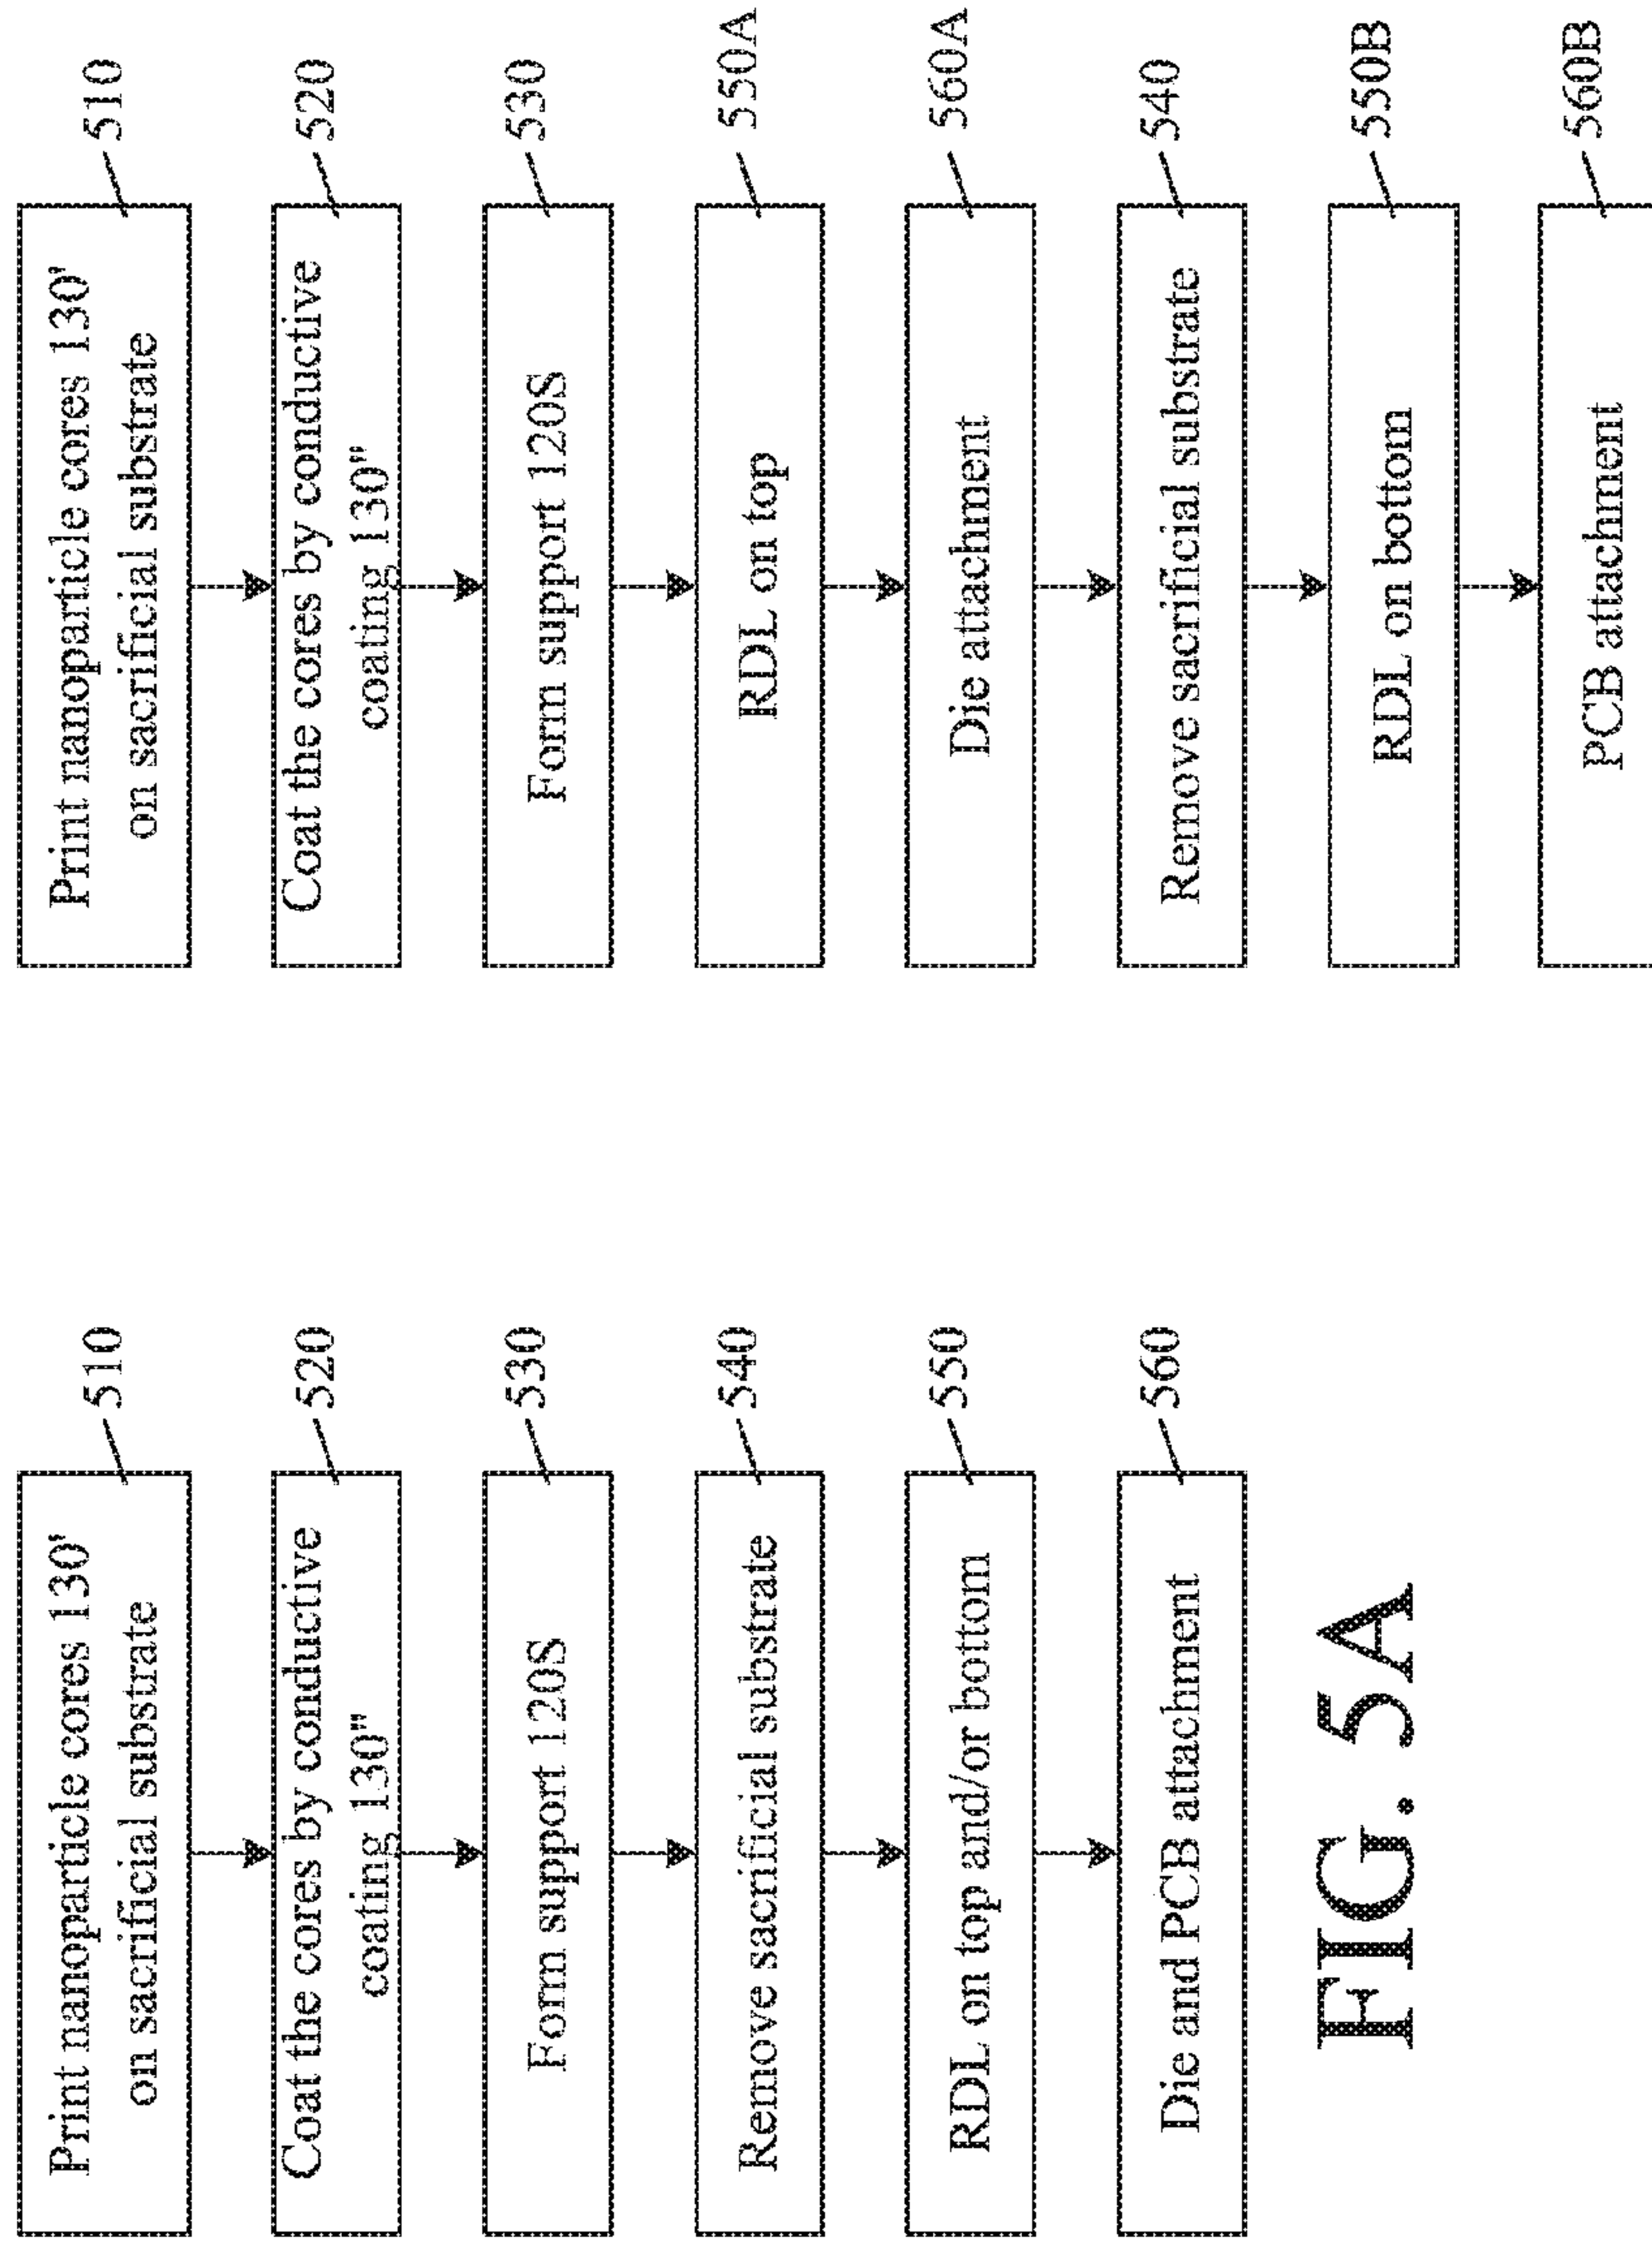 Print nanoparticle cores 130'
on sacrificial substrate
510
Coat the cores by conductive
coating 130"
520
Form support 120S
530
Remove sacrificial substrate
540
RDL on top and/or bottom
550
Die and PCB attachment
560
FIG. 5A
Print nanoparticle cores 130'
on sacrificial substrate
510
Coat the cores by conductive
coating 130"
520
Form support 120S
530
RDL on top
550A
Die attachment
560A
Remove sacrificial substrate
540
RDL on bottom
550B
PCB attachment
560B